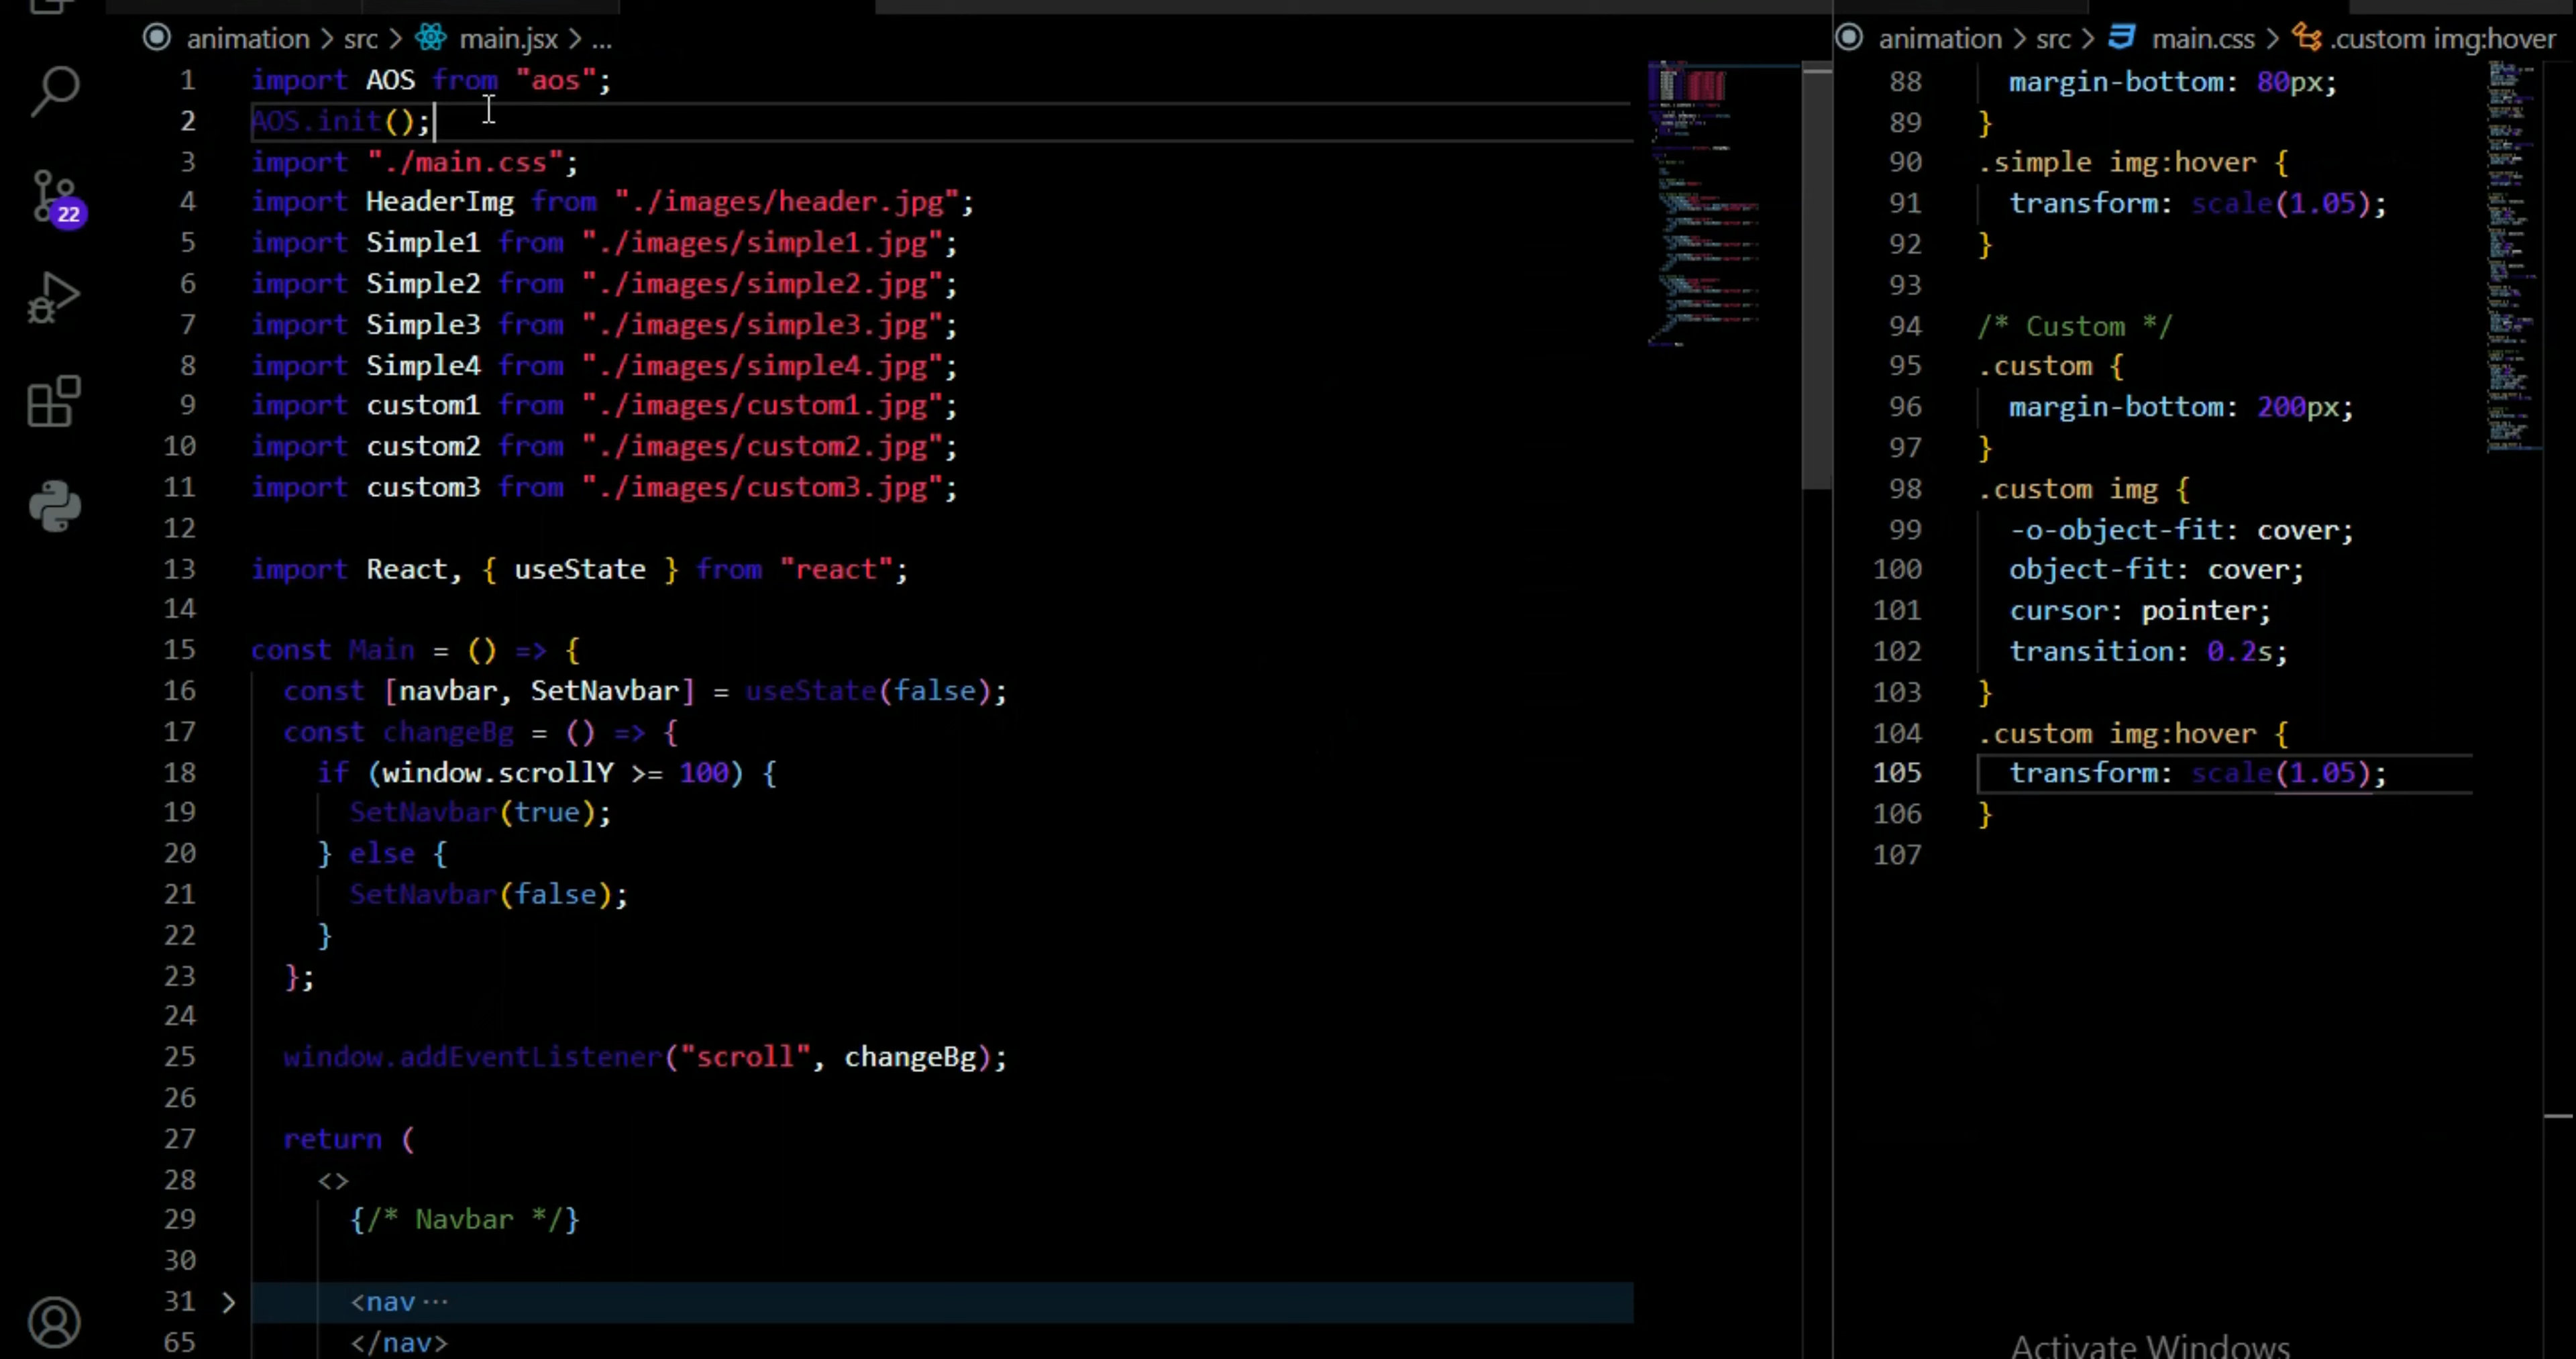 animation > src > main.jsx > ...
1 import AOS from "aos";
2 AOS.init();
3 import "./main.css";
4 import HeaderImg from "./images/header.jpg";
5 import Simple1 from "./images/simple1.jpg";
6 import Simple2 from "./images/simple2.jpg";
7 import Simple3 from "./images/simple3.jpg";
8 import Simple4 from "./images/simple4.jpg";
9 import custom1 from "./images/custom1.jpg";
10 import custom2 from "./images/custom2.jpg";
11 import custom3 from "./images/custom3.jpg";
12
13 import React, { useState } from "react";
14
15 const Main = () => {
16 const [navbar, SetNavbar] = useState(false);
17 const changeBg = () => {
18 if (window.scrollY >= 100) {
19 SetNavbar(true);
20 } else {
21 SetNavbar(false);
22 }
23 };
24
25 window.addEventListener("scroll", changeBg);
26
27 return (
28 <>
29 {/* Navbar */}
30
31 > <nav ...
65 </nav>
22
animation > src > main.css > .custom img:hover
88 margin-bottom: 80px;
89 }
90 .simple img:hover {
91 transform: scale(1.05);
92 }
93
94 /* Custom */
95 .custom {
96 margin-bottom: 200px;
97 }
98 .custom img {
99 -o-object-fit: cover;
100 object-fit: cover;
101 cursor: pointer;
102 transition: 0.2s;
103 }
104 .custom img:hover {
105 transform: scale(1.05);
106 }
107
Activate Windows